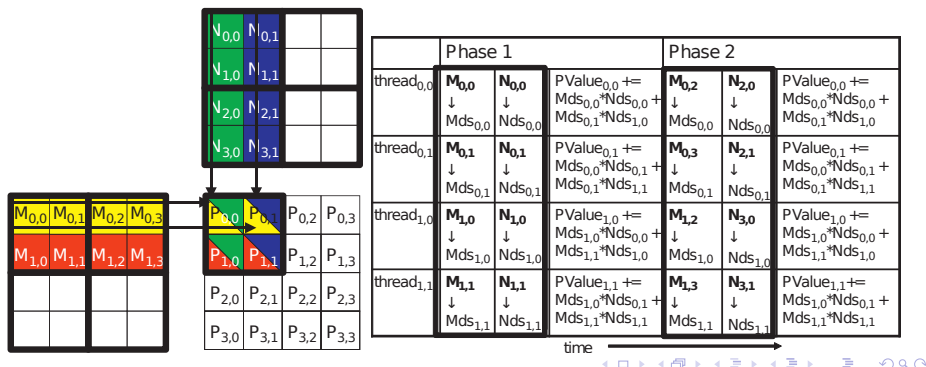 N0,0 N0,1
N1,0 N1,1
N2,0 N2,1
N3,0 N3,1
M0,0 M0,1 M0,2 M0,3
M1,0 M1,1 M1,2 M1,3
P0,0 P0,1 P0,2 P0,3
P1,0 P1,1 P1,2 P1,3
P2,0 P2,1 P2,2 P2,3
P3,0 P3,1 P3,2 P3,3
Phase 1 Phase 2
thread0,0 M0,0 N0,0 PValue0,0 += M0,2 N2,0 PValue0,0 +=
↓ ↓ Mds0,0*Nds0,0 + ↓ ↓ Mds0,0*Nds0,0 +
Mds0,0 Nds0,0 Mds0,1*Nds1,0 Mds0,0 Nds0,0 Mds0,1*Nds1,0
thread0,1 M0,1 N0,1 PValue0,1 += M0,3 N2,1 PValue0,1 +=
↓ ↓ Mds0,0*Nds0,1 + ↓ ↓ Mds0,0*Nds0,1 +
Mds0,1 Nds0,1 Mds0,1*Nds1,1 Mds0,1 Nds0,1 Mds0,1*Nds1,1
thread1,0 M1,0 N1,0 PValue1,0 += M1,2 N3,0 PValue1,0 +=
↓ ↓ Mds1,0*Nds0,0 + ↓ ↓ Mds1,0*Nds0,0 +
Mds1,0 Nds1,0 Mds1,1*Nds1,0 Mds1,0 Nds1,0 Mds1,1*Nds1,0
thread1,1 M1,1 N1,1 PValue1,1 += M1,3 N3,1 PValue1,1+=
↓ ↓ Mds1,0*Nds0,1 + ↓ ↓ Mds1,0*Nds0,1 +
Mds1,1 Nds1,1 Mds1,1*Nds1,1 Mds1,1 Nds1,1 Mds1,1*Nds1,1
time